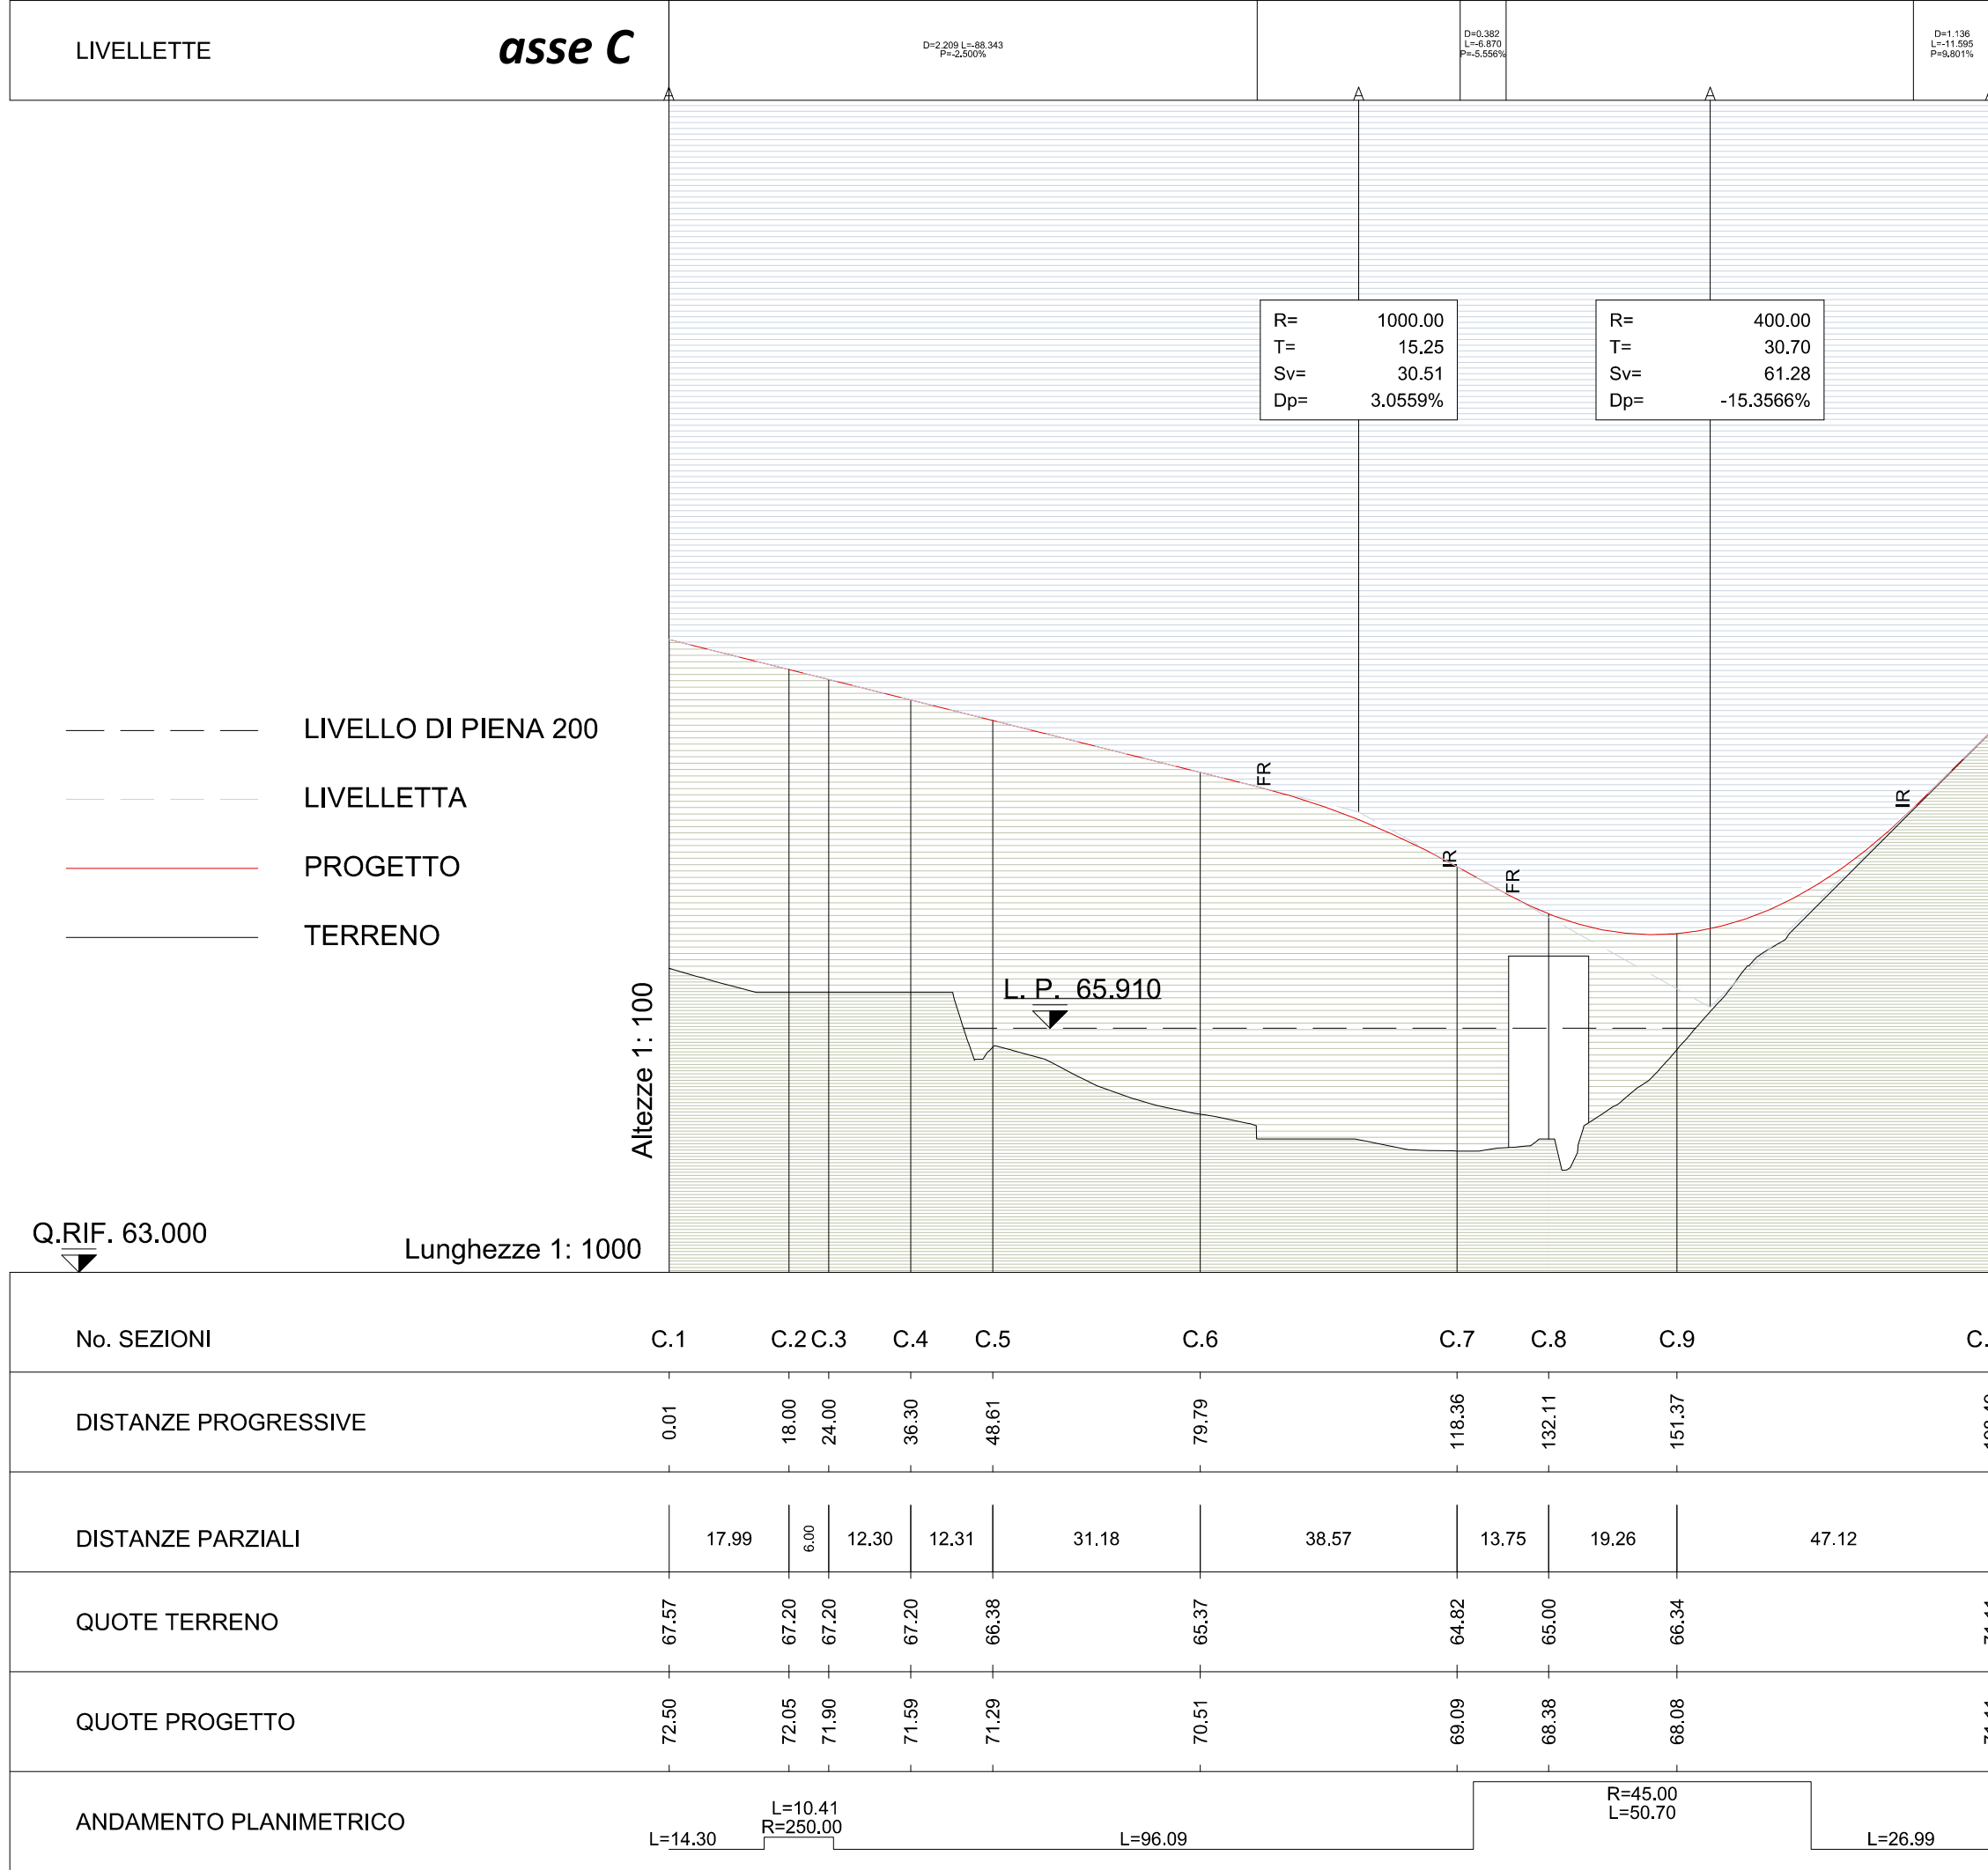 LIVELLETTE
asse C
D=2.209 L=-88.343
P=-2.500%
D=0.382
L=-6.870
P=-5.556%
D=1.136
L=-11.595
P=9.801%
R= 1000.00
T= 15.25
Sv= 30.51
Dp= 3.0559%
R= 400.00
T= 30.70
Sv= 61.28
Dp= -15.3566%
LIVELLO DI PIENA 200
LIVELLETTA
PROGETTO
TERRENO
FR
IR
FR
IR
L. P. 65.910
Altezze 1: 100
Q.RIF. 63.000
Lunghezze 1: 1000
No. SEZIONI C.1 C.2 C.3 C.4 C.5 C.6 C.7 C.8 C.9
DISTANZE PROGRESSIVE 0.01 18.00 24.00 36.30 48.61 79.79 118.36 132.11 151.37
DISTANZE PARZIALI 17.99 6.00 12.30 12.31 31.18 38.57 13.75 19.26 47.12
QUOTE TERRENO 67.57 67.20 67.20 67.20 66.38 65.37 64.82 65.00 66.34
QUOTE PROGETTO 72.50 72.05 71.90 71.59 71.29 70.51 69.09 68.38 68.08
ANDAMENTO PLANIMETRICO
L=14.30
L=10.41
R=250.00
L=96.09
R=45.00
L=50.70
L=26.99